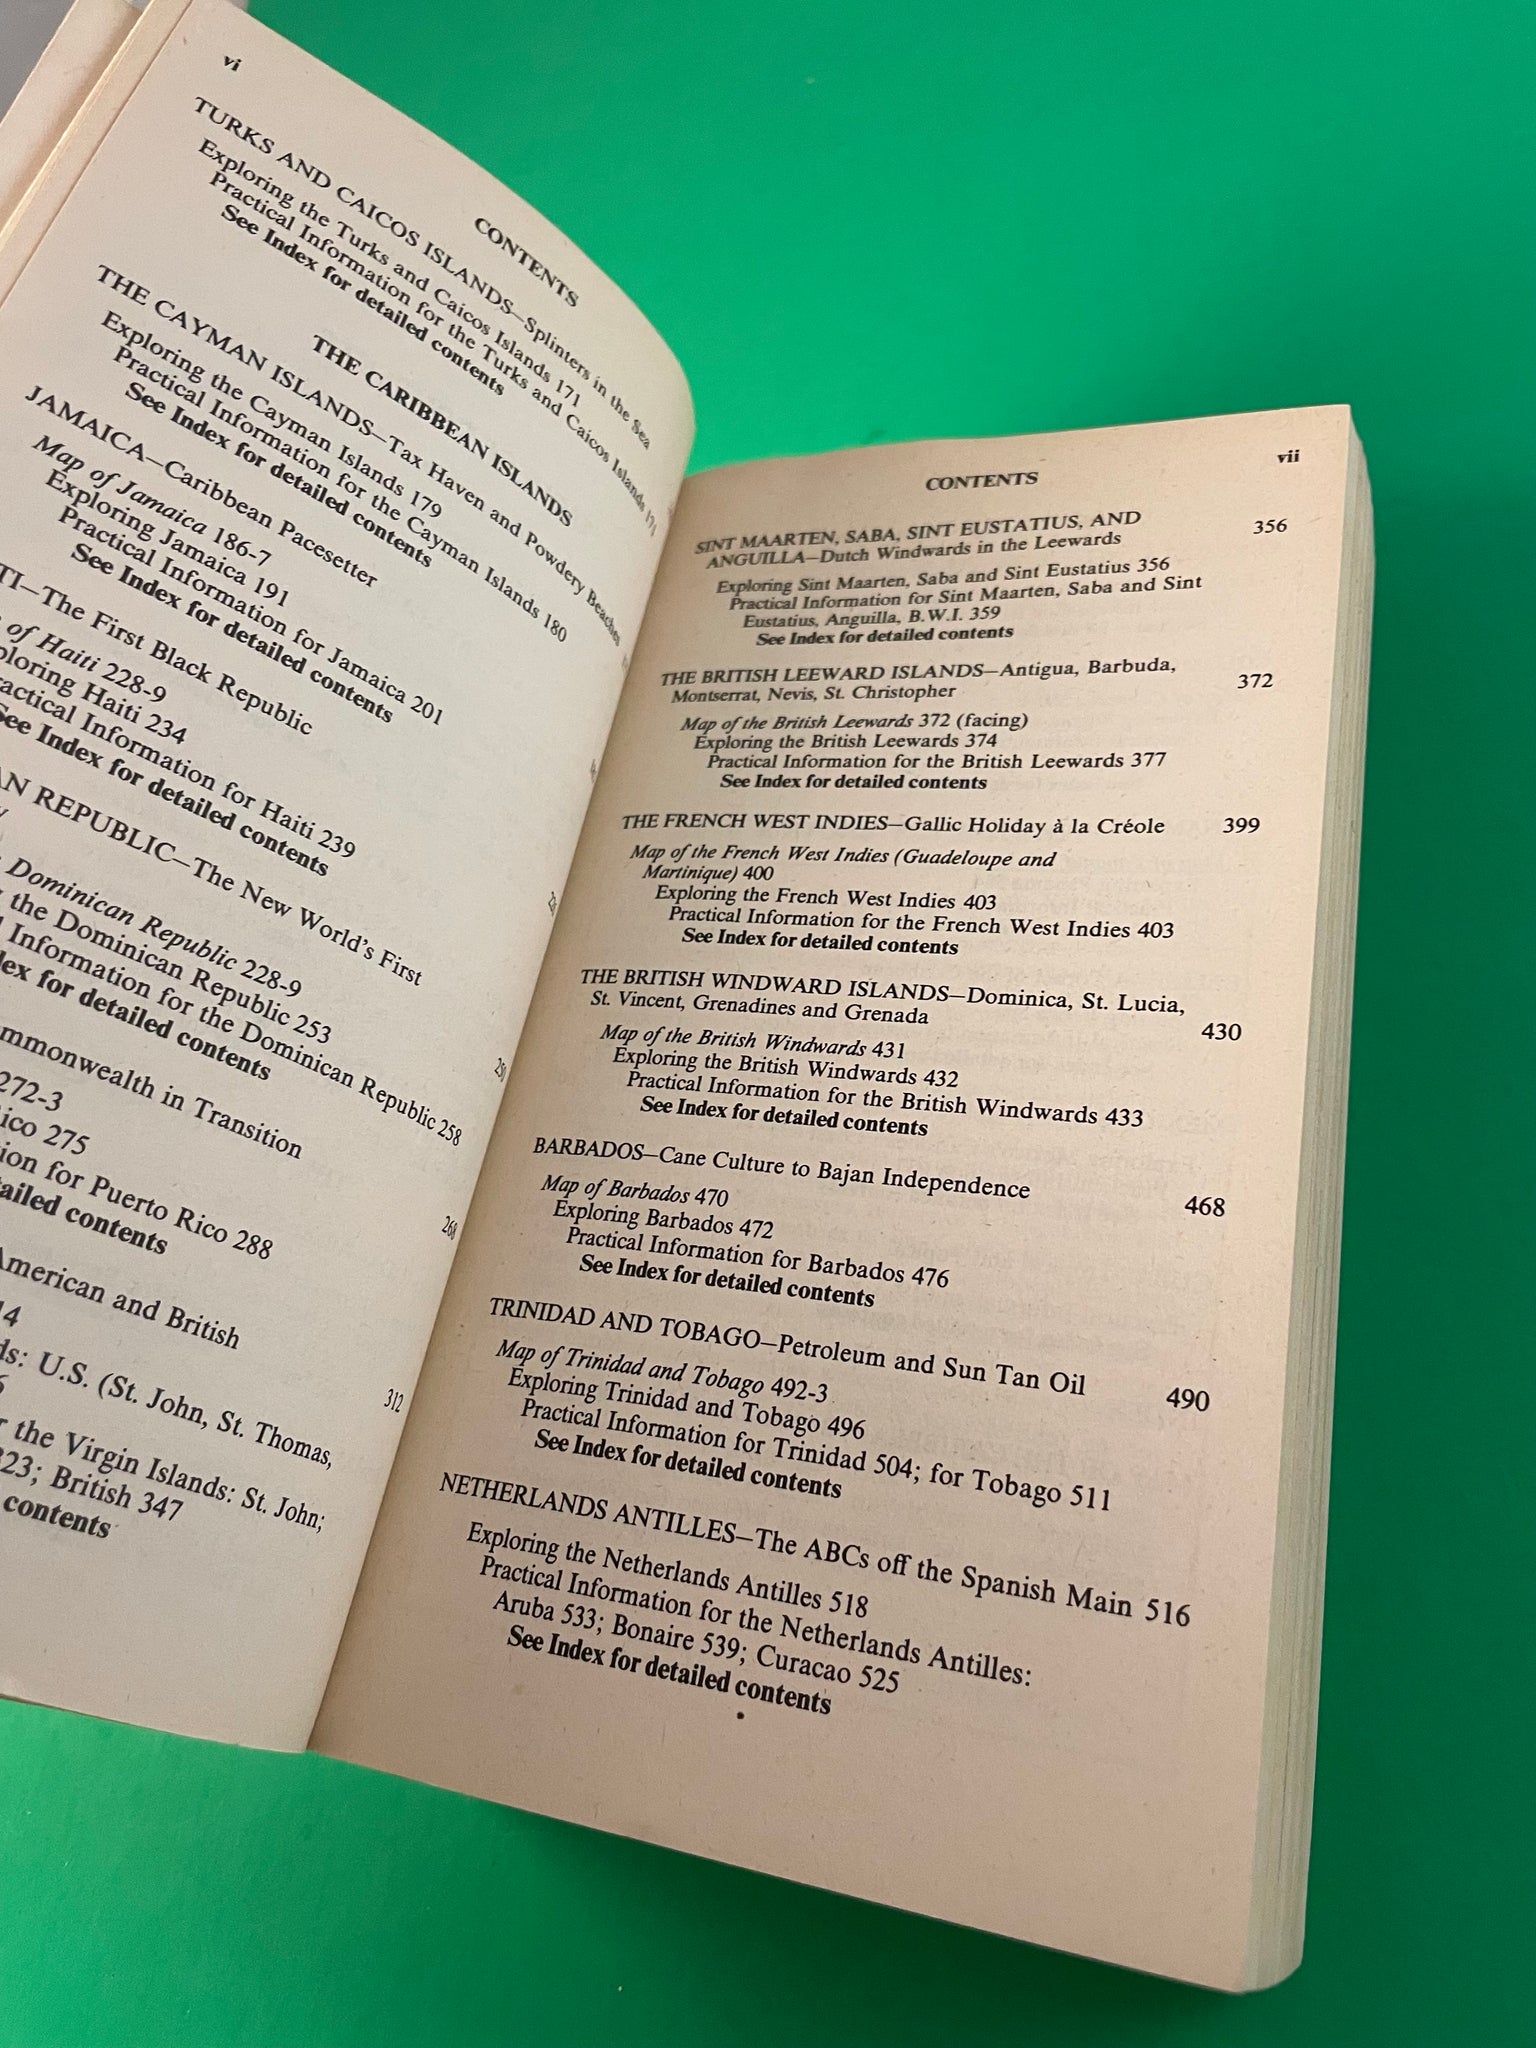 vi
CONTENTS
TURKS AND CAICOS ISLANDS—Splinters in the Sea
Exploring the Turks and Caicos Islands 171
Practical Information for the Turks and Caicos Islands 171
See Index for detailed contents
THE CARIBBEAN ISLANDS
THE CAYMAN ISLANDS—Tax Haven and Powdery Beaches
Exploring the Cayman Islands 179
Practical Information for the Cayman Islands 180
See Index for detailed contents
JAMAICA—Caribbean Pacesetter
Map of Jamaica 186-7
Exploring Jamaica 191
Practical Information for Jamaica 201
See Index for detailed contents
TI—The First Black Republic
of Haiti 228-9
ploring Haiti 234
actical Information for Haiti 239
See Index for detailed contents
AN REPUBLIC—The New World's First
Dominican Republic 228-9
the Dominican Republic 253
Information for the Dominican Republic 258
dex for detailed contents
250
mmonwealth in Transition
272-3
ico 275
ion for Puerto Rico 288
tailed contents
268
American and British
14
ds: U.S. (St. John, St. Thomas,
6
r the Virgin Islands: St. John;
323; British 347
contents
312
CONTENTS vii
SINT MAARTEN, SABA, SINT EUSTATIUS, AND
ANGUILLA—Dutch Windwards in the Leewards 356
Exploring Sint Maarten, Saba and Sint Eustatius 356
Practical Information for Sint Maarten, Saba and Sint
Eustatius, Anguilla, B.W.I. 359
See Index for detailed contents
THE BRITISH LEEWARD ISLANDS—Antigua, Barbuda,
Montserrat, Nevis, St. Christopher 372
Map of the British Leewards 372 (facing)
Exploring the British Leewards 374
Practical Information for the British Leewards 377
See Index for detailed contents
THE FRENCH WEST INDIES—Gallic Holiday à la Créole 399
Map of the French West Indies (Guadeloupe and
Martinique) 400
Exploring the French West Indies 403
Practical Information for the French West Indies 403
See Index for detailed contents
THE BRITISH WINDWARD ISLANDS—Dominica, St. Lucia,
St. Vincent, Grenadines and Grenada 430
Map of the British Windwards 431
Exploring the British Windwards 432
Practical Information for the British Windwards 433
See Index for detailed contents
BARBADOS—Cane Culture to Bajan Independence 468
Map of Barbados 470
Exploring Barbados 472
Practical Information for Barbados 476
See Index for detailed contents
TRINIDAD AND TOBAGO—Petroleum and Sun Tan Oil 490
Map of Trinidad and Tobago 492-3
Exploring Trinidad and Tobago 496
Practical Information for Trinidad 504; for Tobago 511
See Index for detailed contents
NETHERLANDS ANTILLES—The ABCs off the Spanish Main 516
Exploring the Netherlands Antilles 518
Practical Information for the Netherlands Antilles:
Aruba 533; Bonaire 539; Curacao 525
See Index for detailed contents